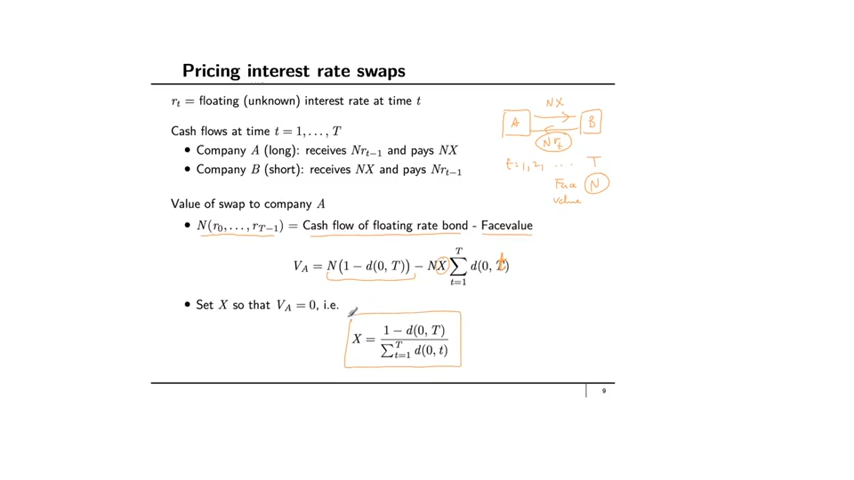 Pricing interest rate swaps
r_t = floating (unknown) interest rate at time t
Cash flows at time t = 1, . . . , T
• Company A (long): receives Nr_{t−1} and pays NX
• Company B (short): receives NX and pays Nr_{t−1}
Value of swap to company A
• N(r_0, . . . , r_{T−1}) = Cash flow of floating rate bond - Facevalue
V_A = N(1 − d(0, T)) − NX ∑_{t=1}^{T} d(0, t)
• Set X so that V_A = 0, i.e.
X = (1 − d(0, T)) / (∑_{t=1}^{T} d(0, t))
NX
A B
Nr_t
t=1, 2, ... T
Face N
value
9